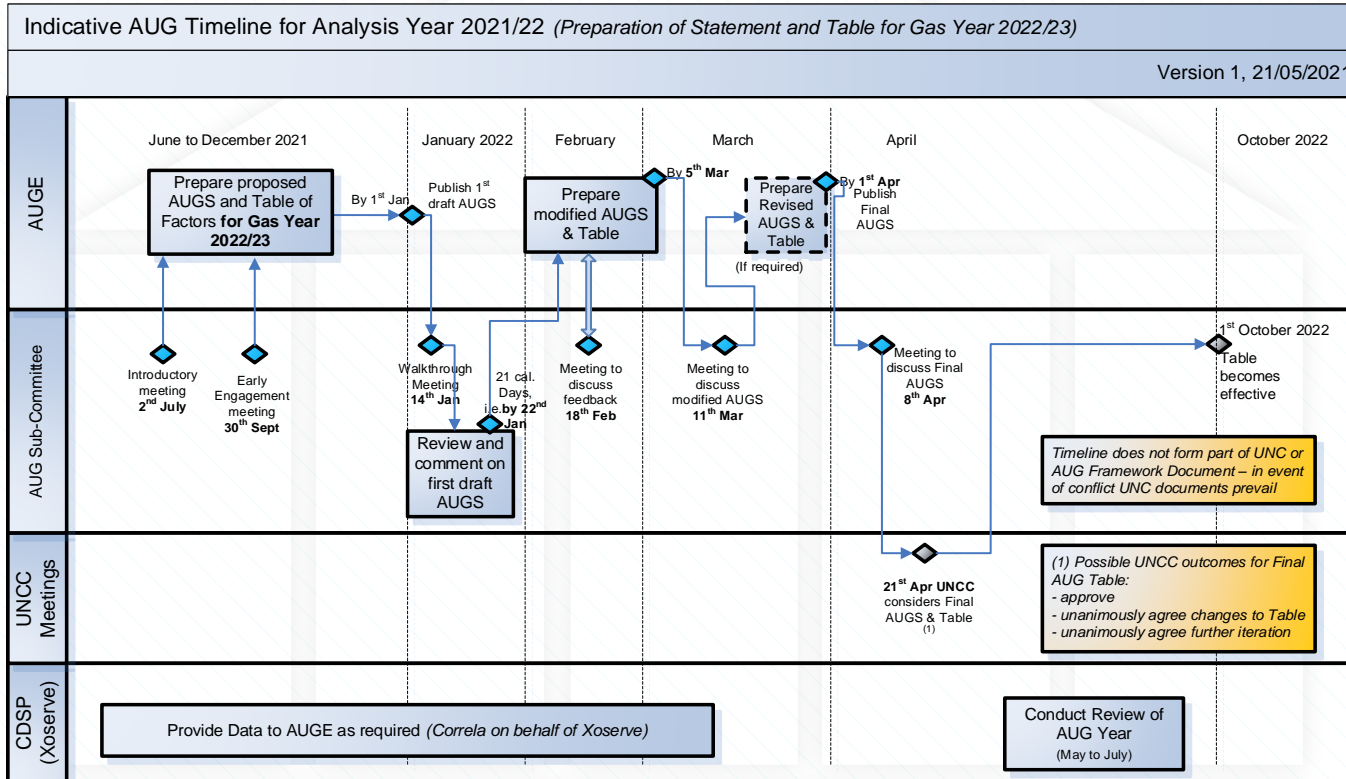 Indicative AUG Timeline for Analysis Year 2021/22 (Preparation of Statement and Table for Gas Year 2022/23)
Version 1, 21/05/2021
AUGE
June to December 2021
January 2022
February
March
April
October 2022
Prepare proposed
AUGS and Table of
Factors for Gas Year
2022/23
By 1st Jan
Publish 1st
draft AUGS
Prepare
modified AUGS
& Table
By 5th Mar
Prepare
Revised
AUGS &
Table
(If required)
By 1st Apr
Publish
Final
AUGS
AUG Sub-Committee
Introductory
meeting
2nd July
Early
Engagement
meeting
30th Sept
Walkthrough
Meeting
14th Jan
21 cal.
Days,
i.e.by 22nd
Jan
Review and
comment on
first draft
AUGS
Meeting to
discuss
feedback
18th Feb
Meeting to
discuss
modified AUGS
11th Mar
Meeting to
discuss Final
AUGS
8th Apr
1st October 2022
Table
becomes
effective
Timeline does not form part of UNC or
AUG Framework Document – in event
of conflict UNC documents prevail
UNCC
Meetings
21st Apr UNCC
considers Final
AUGS & Table
(1)
(1) Possible UNCC outcomes for Final
AUG Table:
- approve
- unanimously agree changes to Table
- unanimously agree further iteration
CDSP
(Xoserve)
Provide Data to AUGE as required (Correla on behalf of Xoserve)
Conduct Review of
AUG Year
(May to July)